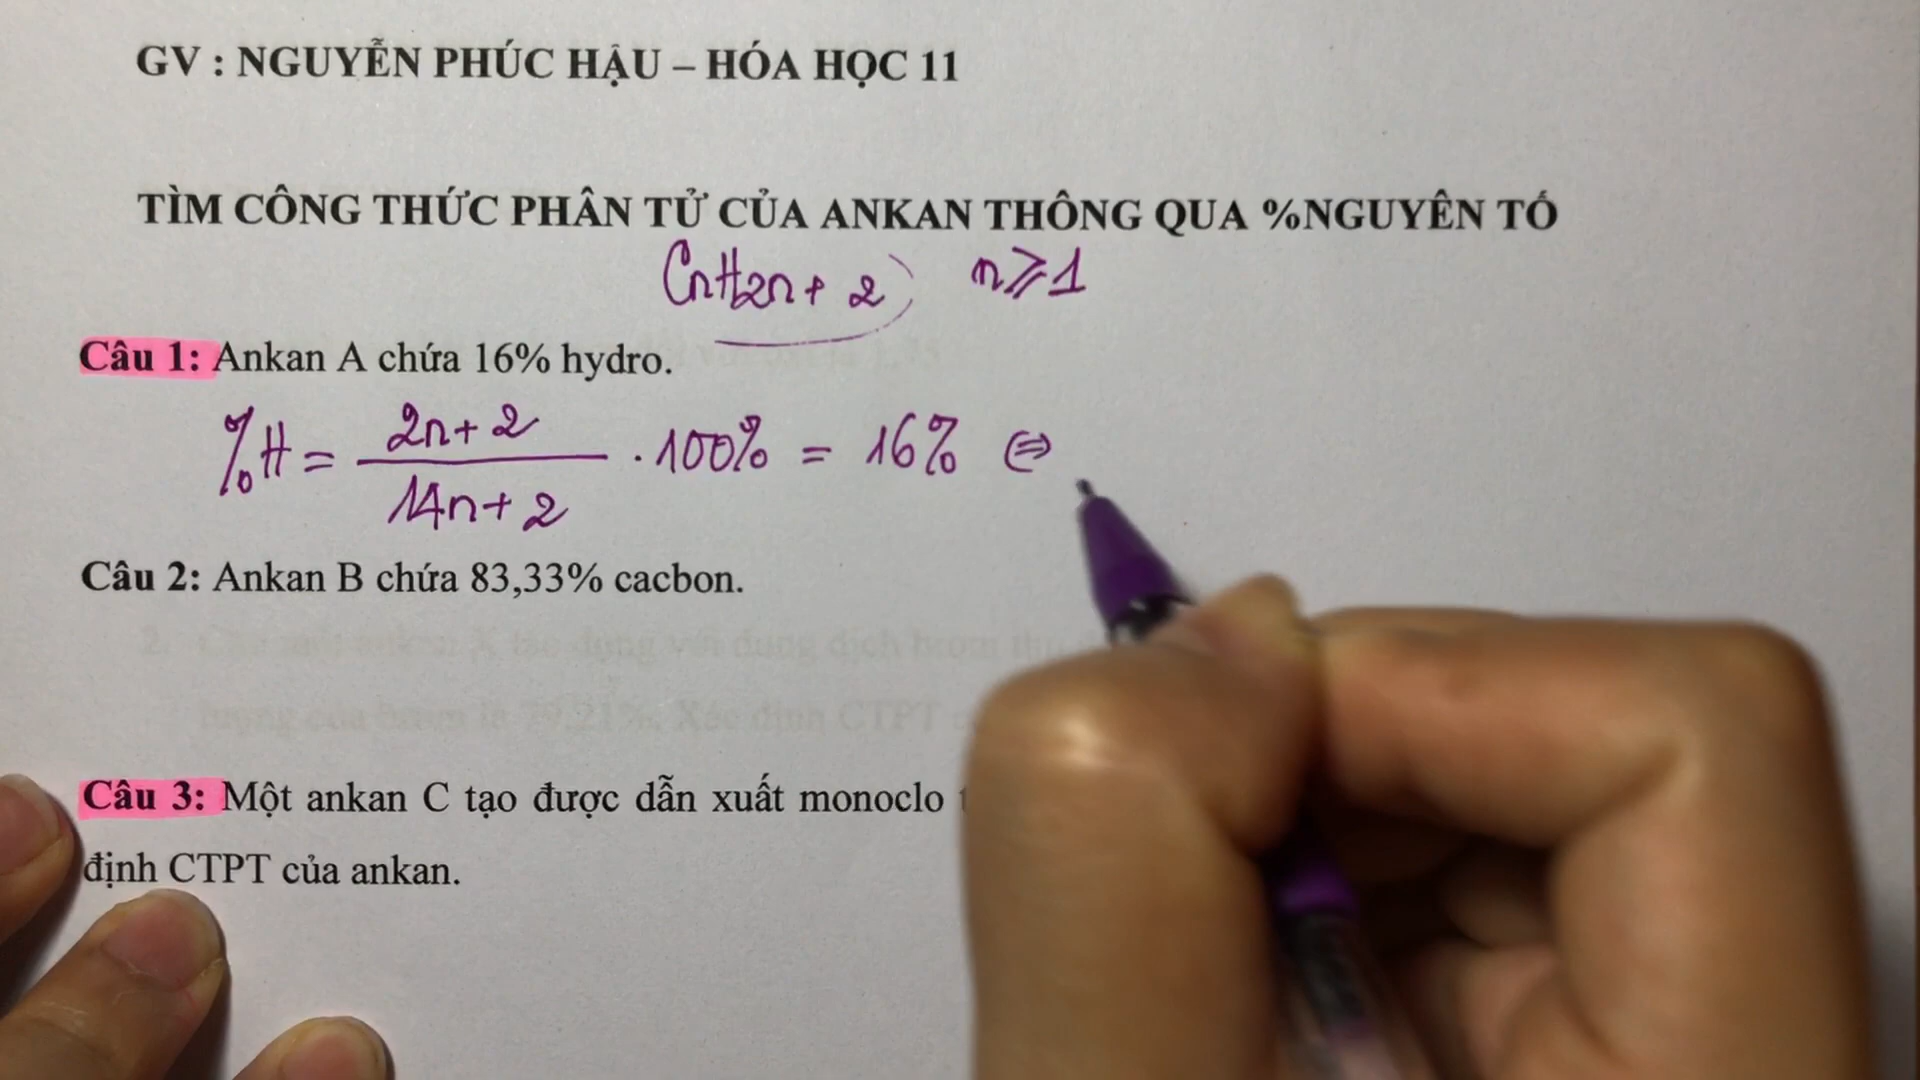 GV : NGUYỄN PHÚC HẬU – HÓA HỌC 11
TÌM CÔNG THỨC PHÂN TỬ CỦA ANKAN THÔNG QUA %NGUYÊN TỐ
CnH2n+2 n⩾1
Câu 1: Ankan A chứa 16% hydro.
%H = (2n+2)/(14n+2) . 100% = 16% ⇔
Câu 2: Ankan B chứa 83,33% cacbon.
Câu 3: Một ankan C tạo được dẫn xuất monoclo
định CTPT của ankan.